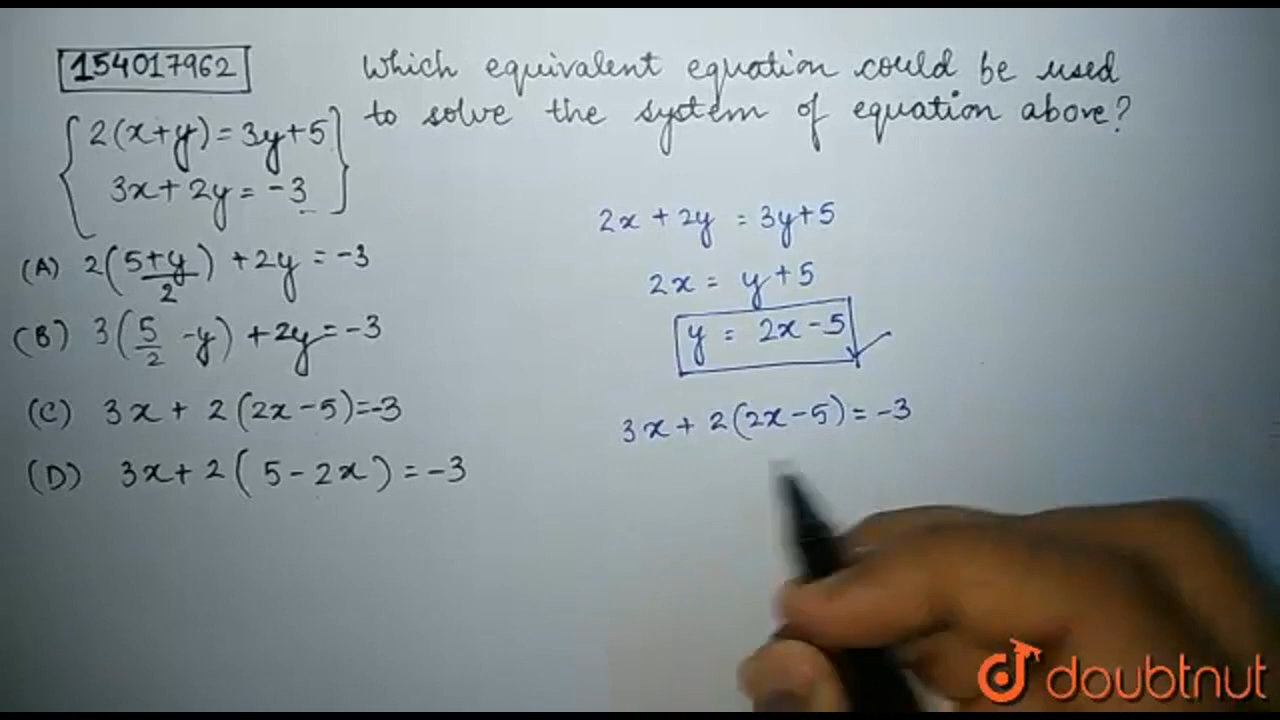 154017962
Which equivalent equation could be used
to solve the system of equation above?
2(x+y)=3y+5
3x+2y=-3
(A) 2(5+y/2)+2y=-3
(B) 3(5/2-y)+2y=-3
(C) 3x+2(2x-5)=-3
(D) 3x+2(5-2x)=-3
2x+2y=3y+5
2x=y+5
y=2x-5
3x+2(2x-5)=-3
doubtnut